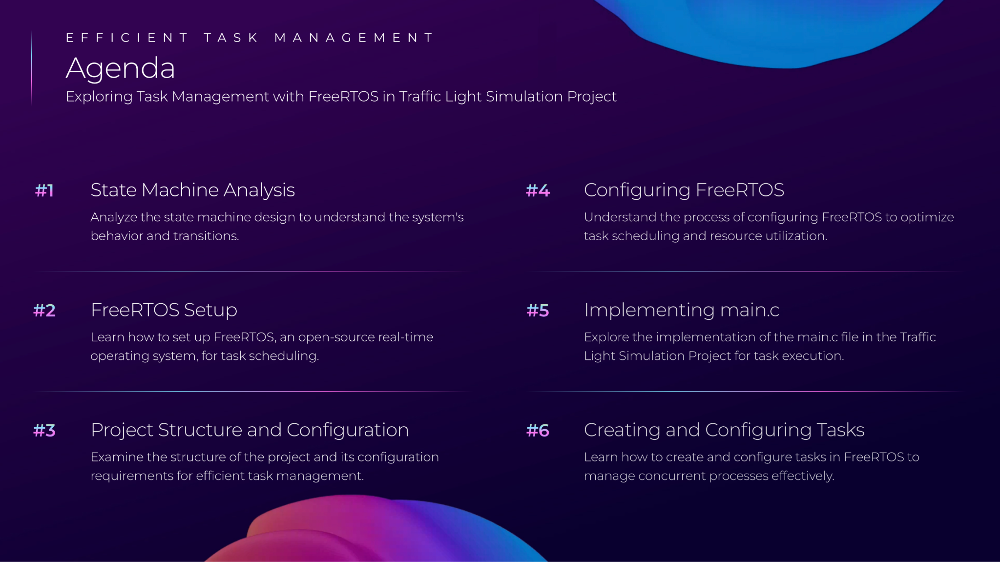 EFFICIENT TASK MANAGEMENT
Agenda
Exploring Task Management with FreeRTOS in Traffic Light Simulation Project
#1
State Machine Analysis
Analyze the state machine design to understand the system's
behavior and transitions.
#2
FreeRTOS Setup
Learn how to set up FreeRTOS, an open-source real-time
operating system, for task scheduling.
#3
Project Structure and Configuration
Examine the structure of the project and its configuration
requirements for efficient task management.
#4
Configuring FreeRTOS
Understand the process of configuring FreeRTOS to optimize
task scheduling and resource utilization.
#5
Implementing main.c
Explore the implementation of the main.c file in the Traffic
Light Simulation Project for task execution.
#6
Creating and Configuring Tasks
Learn how to create and configure tasks in FreeRTOS to
manage concurrent processes effectively.